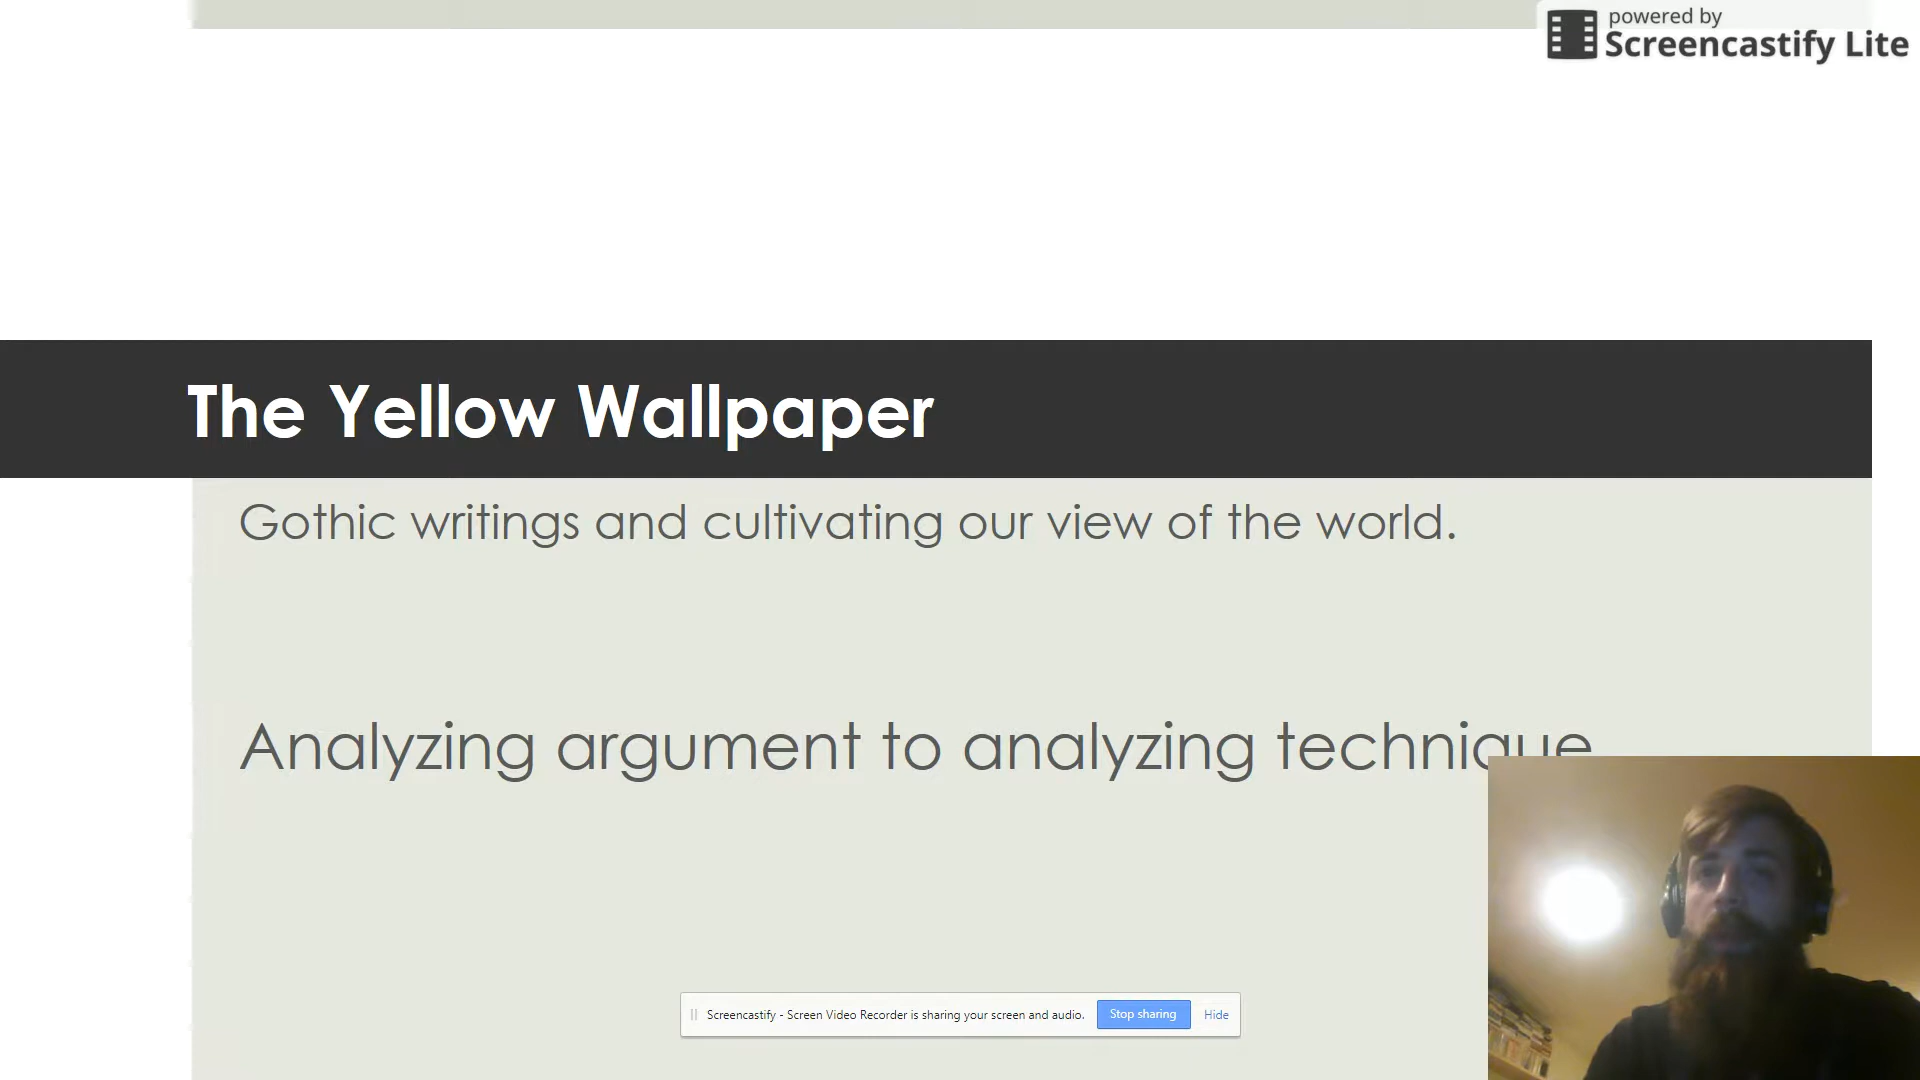 powered by
Screencastify Lite
The Yellow Wallpaper
Gothic writings and cultivating our view of the world.
Analyzing argument to analyzing technique
Screencastify - Screen Video Recorder is sharing your screen and audio. Stop sharing Hide